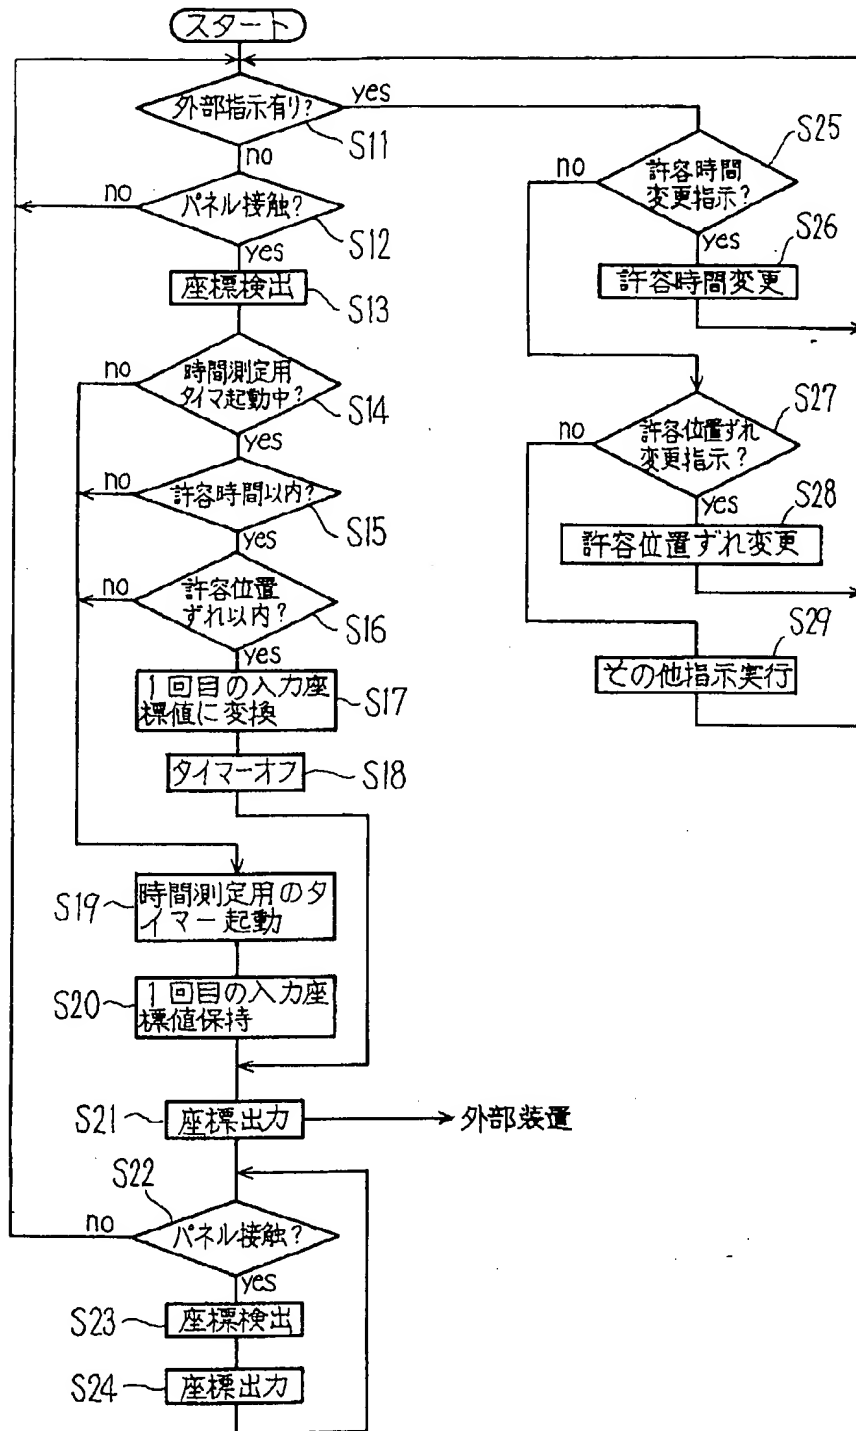 スタート
外部指示有り?
yes
S11
no
パネル接触?
no
S12
yes
座標検出
S13
時間測定用
タイマ起動中?
no
S14
yes
許容時間以内?
no
S15
yes
許容位置
ずれ以内?
no
S16
yes
1回目の入力座
標値に変換
S17
タイマーオフ
S18
S19
時間測定用のタ
イマー起動
S20
1回目の入力座
標値保持
S21
座標出力
外部装置
S22
パネル接触?
no
yes
S23
座標検出
S24
座標出力
S25
許容時間
変更指示?
no
yes
S26
許容時間変更
S27
許容位置ずれ
変更指示?
no
yes
S28
許容位置ずれ変更
S29
その他指示実行